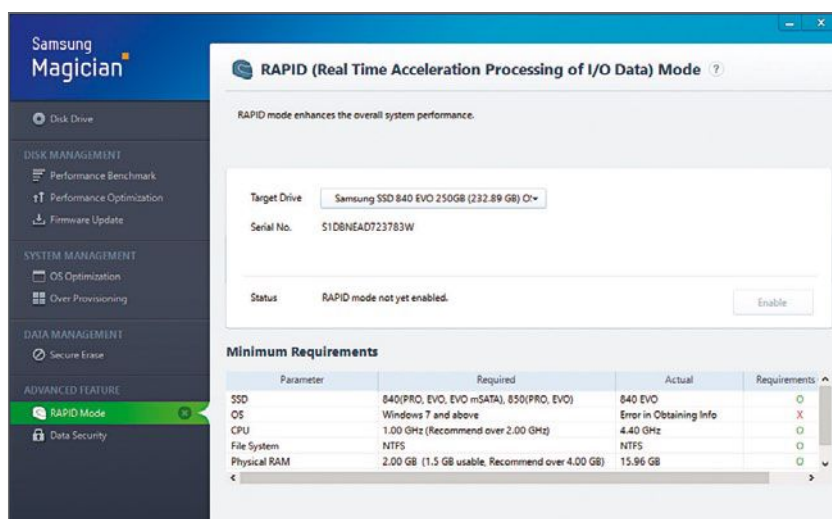 Samsung
Magician
Disk Drive
DISK MANAGEMENT
Performance Benchmark
Performance Optimization
Firmware Update
SYSTEM MANAGEMENT
OS Optimization
Over Provisioning
DATA MANAGEMENT
Secure Erase
ADVANCED FEATURE
RAPID Mode
Data Security
RAPID (Real Time Acceleration Processing of I/O Data) Mode ?
RAPID mode enhances the overall system performance.
Target Drive Samsung SSD 840 EVO 250GB (232.89 GB)
Serial No. S1DBNEAD723783W
Status RAPID mode not yet enabled. Enable
Minimum Requirements
Parameter Required Actual Requirements
SSD 840(PRO, EVO, EVO mSATA), 850(PRO, EVO) 840 EVO O
OS Windows 7 and above Error in Obtaining Info X
CPU 1.00 GHz (Recommend over 2.00 GHz) 4.40 GHz O
File System NTFS NTFS O
Physical RAM 2.00 GB (1.5 GB usable, Recommend over 4.00 GB) 15.96 GB O